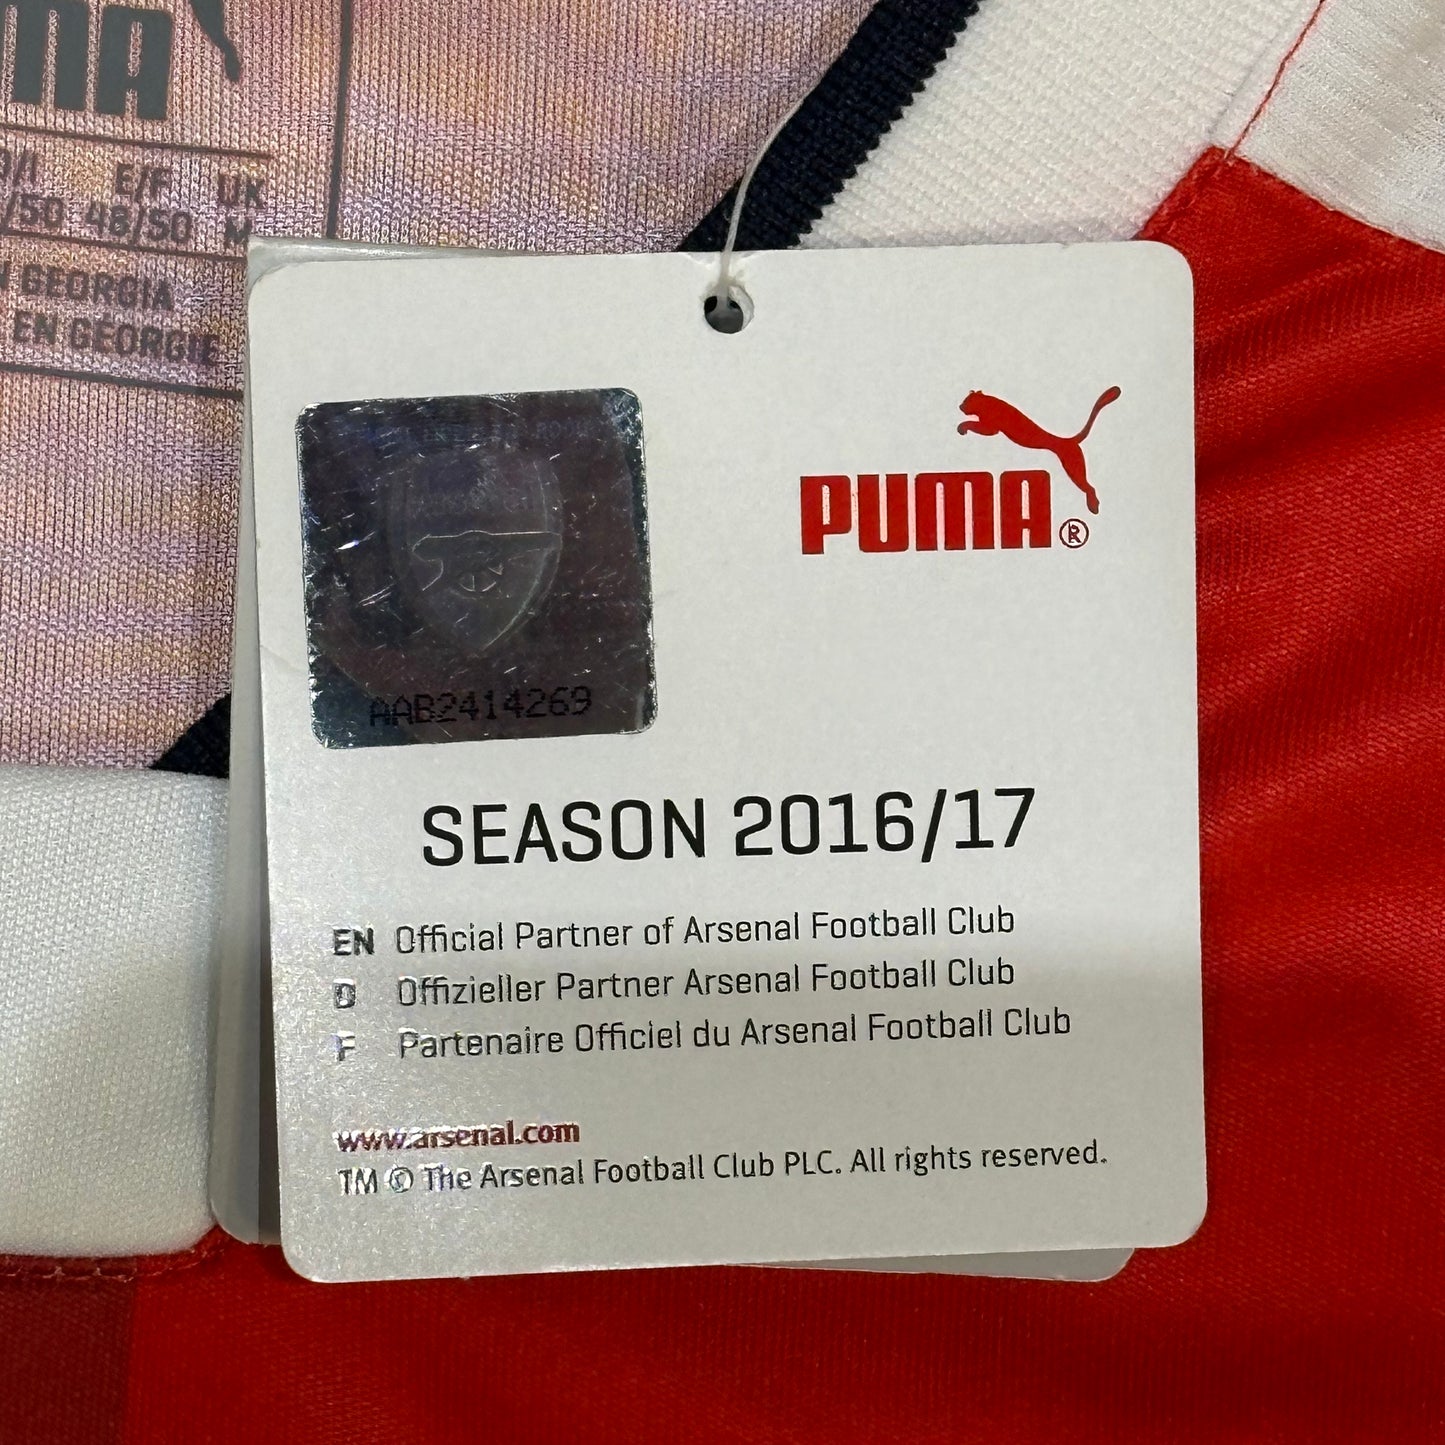 E/F UK
48/50 M
GEORGIA
EN GÉORGIE
PUMA®
AAB2414269
SEASON 2016/17
EN Official Partner of Arsenal Football Club
D Offizieller Partner Arsenal Football Club
F Partenaire Officiel du Arsenal Football Club
www.arsenal.com
TM © The Arsenal Football Club PLC. All rights reserved.